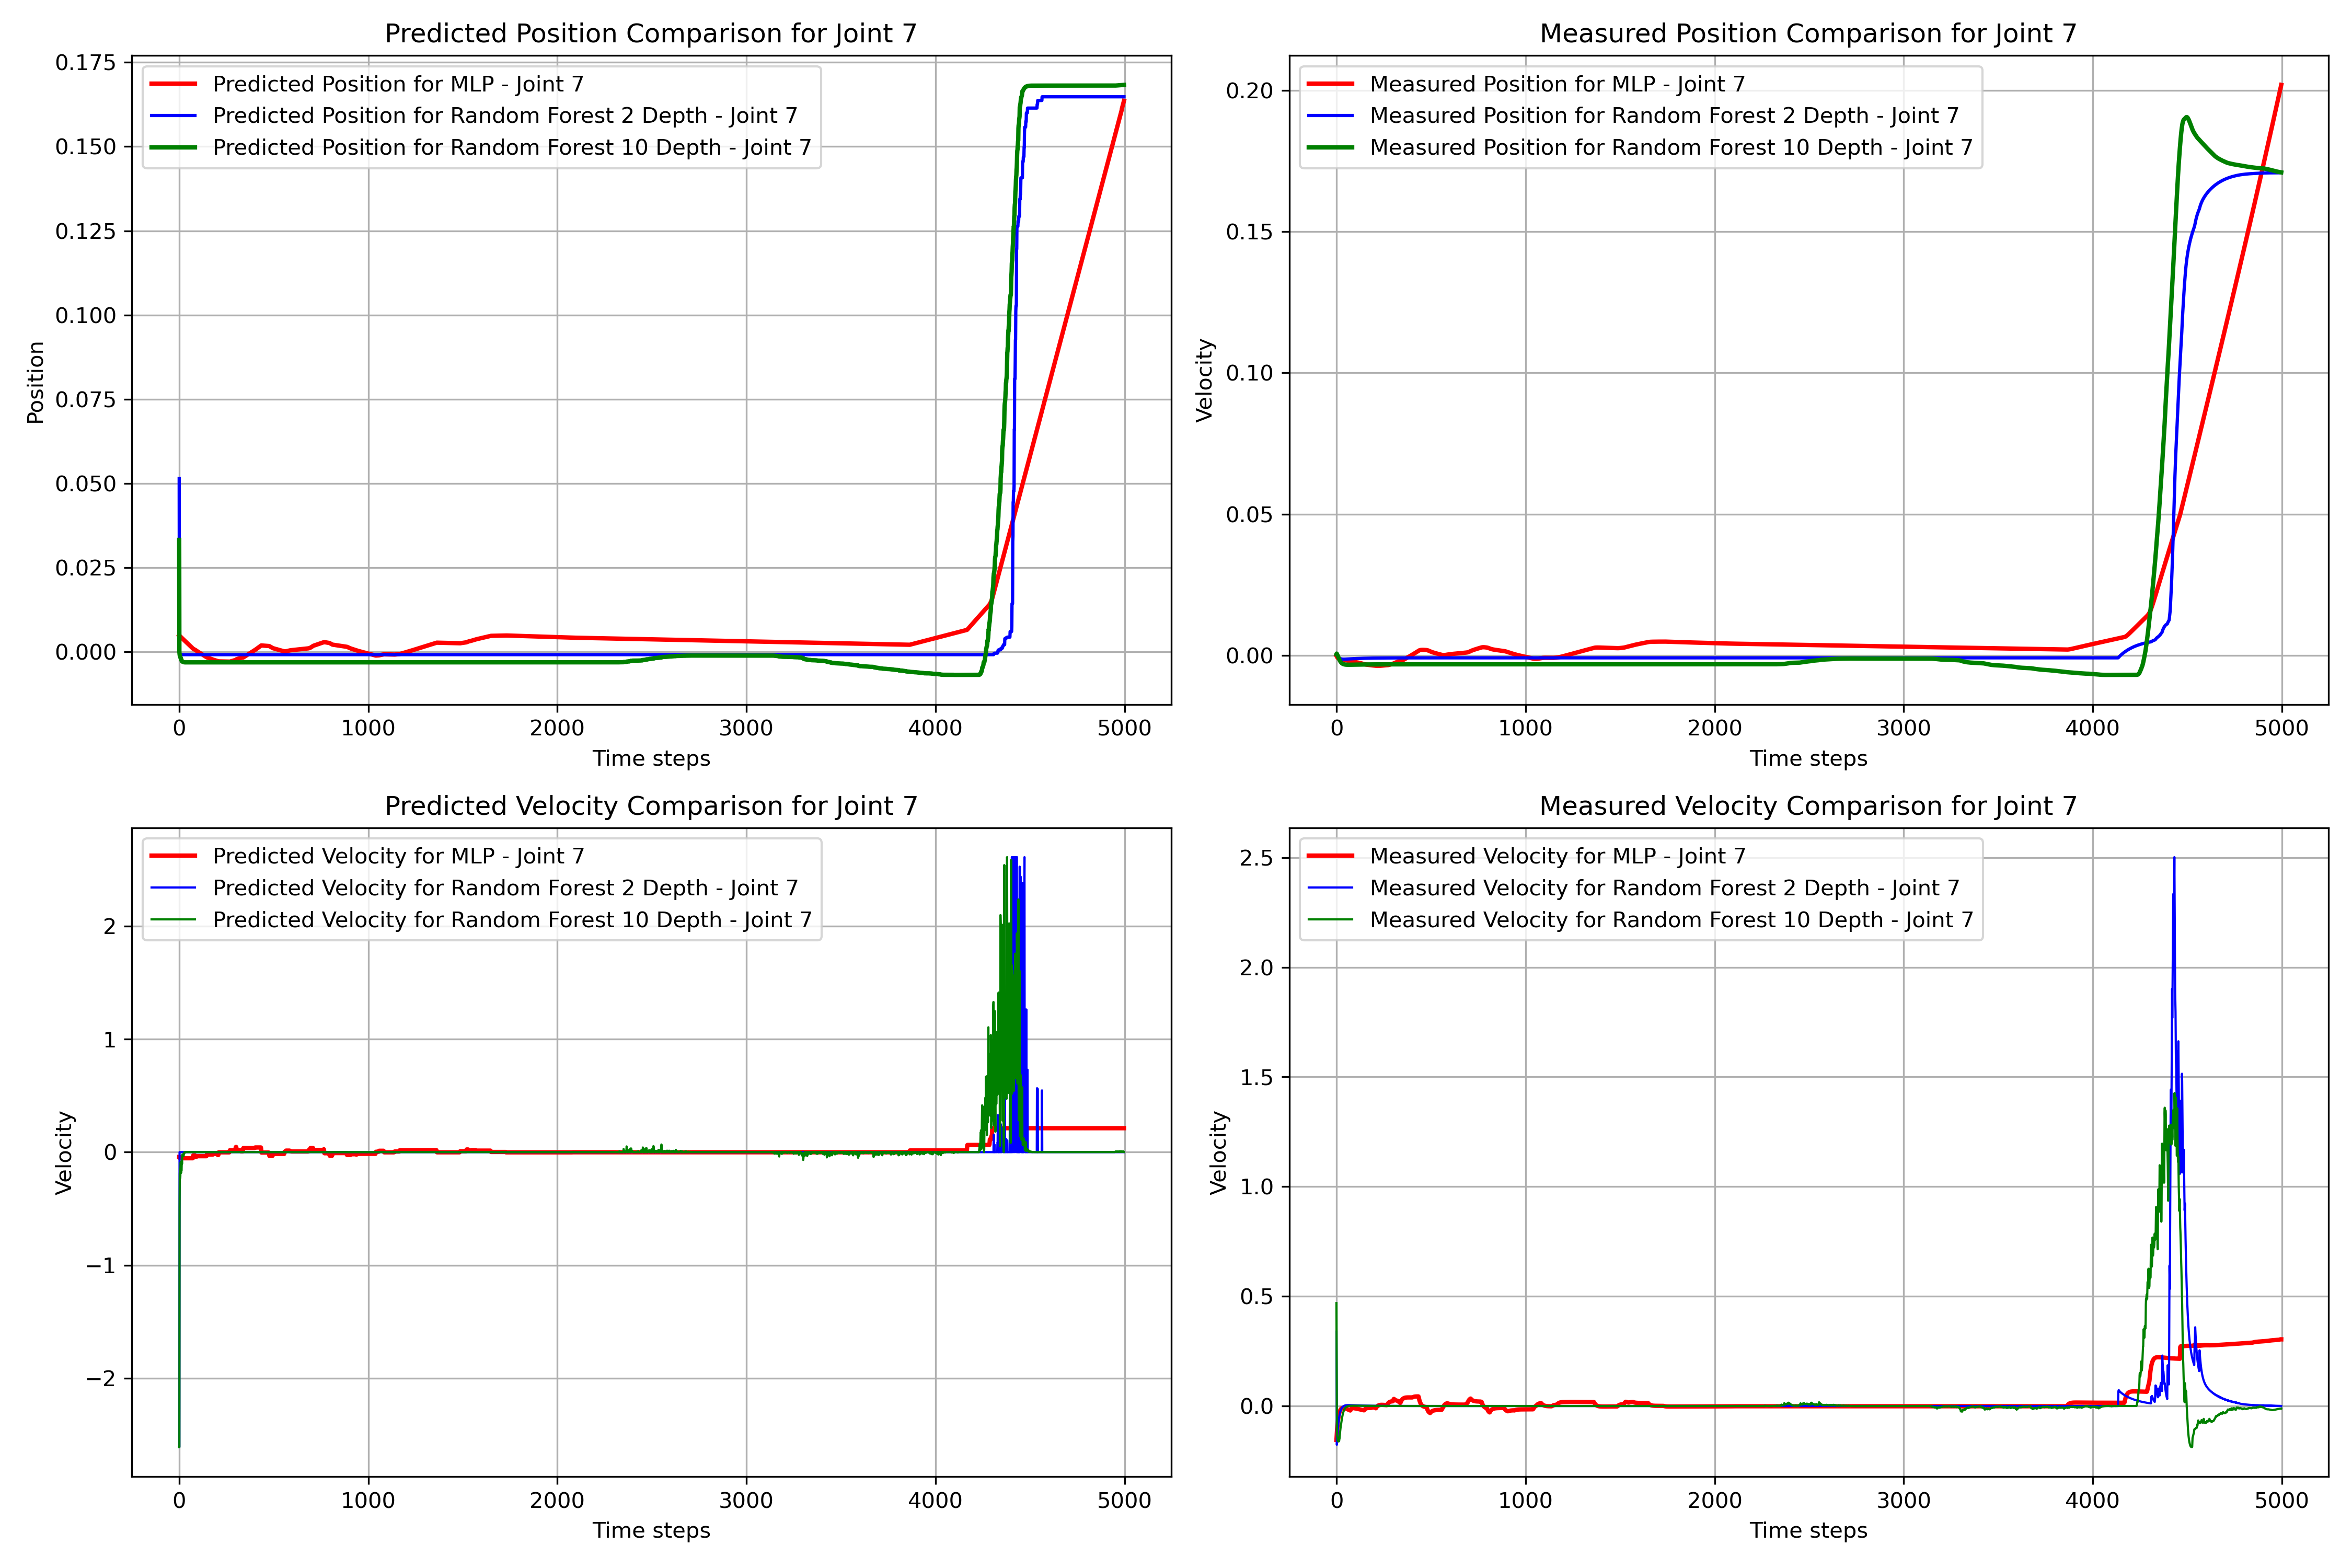 Predicted Position Comparison for Joint 7
Predicted Position for MLP - Joint 7
Predicted Position for Random Forest 2 Depth - Joint 7
Predicted Position for Random Forest 10 Depth - Joint 7
0.175
0.150
0.125
0.100
0.075
0.050
0.025
0.000
Position
0 1000 2000 3000 4000 5000
Time steps
Measured Position Comparison for Joint 7
Measured Position for MLP - Joint 7
Measured Position for Random Forest 2 Depth - Joint 7
Measured Position for Random Forest 10 Depth - Joint 7
0.20
0.15
0.10
0.05
0.00
Velocity
0 1000 2000 3000 4000 5000
Time steps
Predicted Velocity Comparison for Joint 7
Predicted Velocity for MLP - Joint 7
Predicted Velocity for Random Forest 2 Depth - Joint 7
Predicted Velocity for Random Forest 10 Depth - Joint 7
2
1
0
−1
−2
Velocity
0 1000 2000 3000 4000 5000
Time steps
Measured Velocity Comparison for Joint 7
Measured Velocity for MLP - Joint 7
Measured Velocity for Random Forest 2 Depth - Joint 7
Measured Velocity for Random Forest 10 Depth - Joint 7
2.5
2.0
1.5
1.0
0.5
0.0
Velocity
0 1000 2000 3000 4000 5000
Time steps